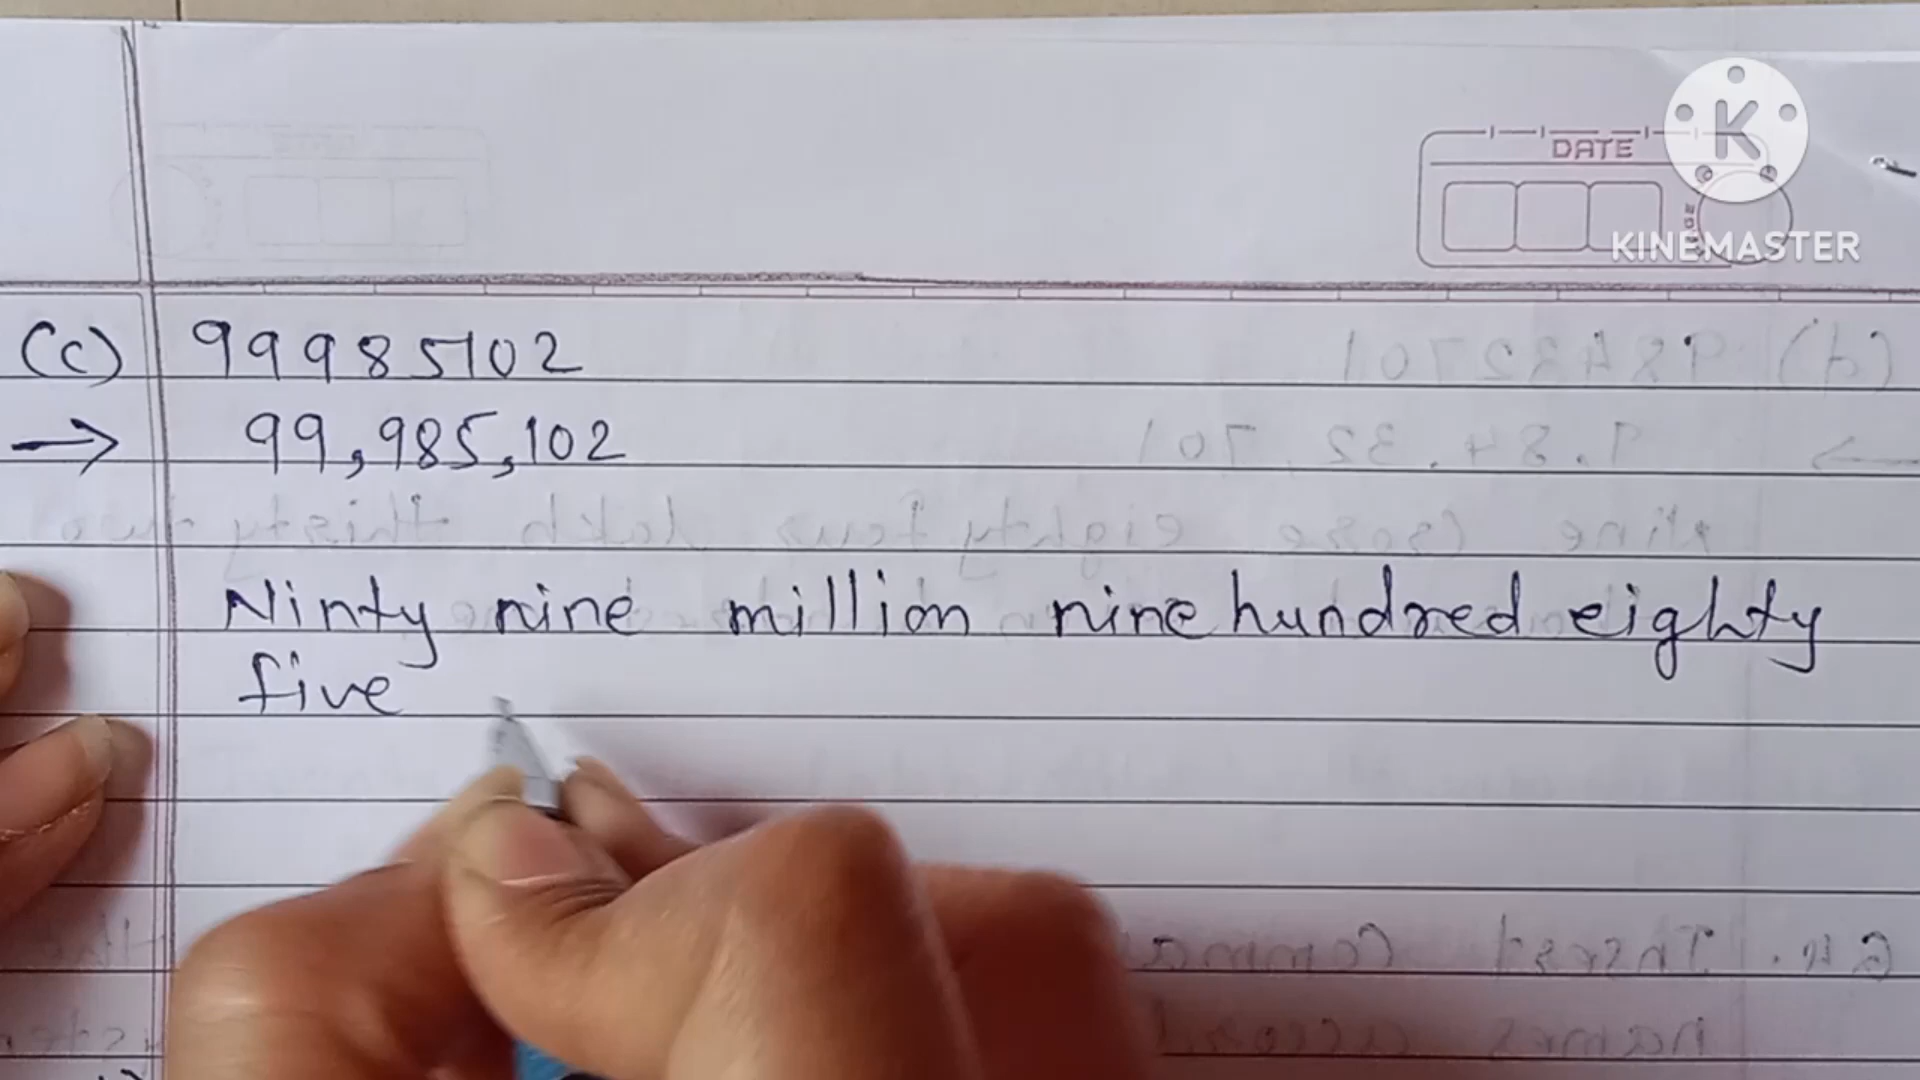 DATE
K
KINEMASTER
(c) 99985102
→ 99,985,102
Ninty nine million nine hundred eighty
five